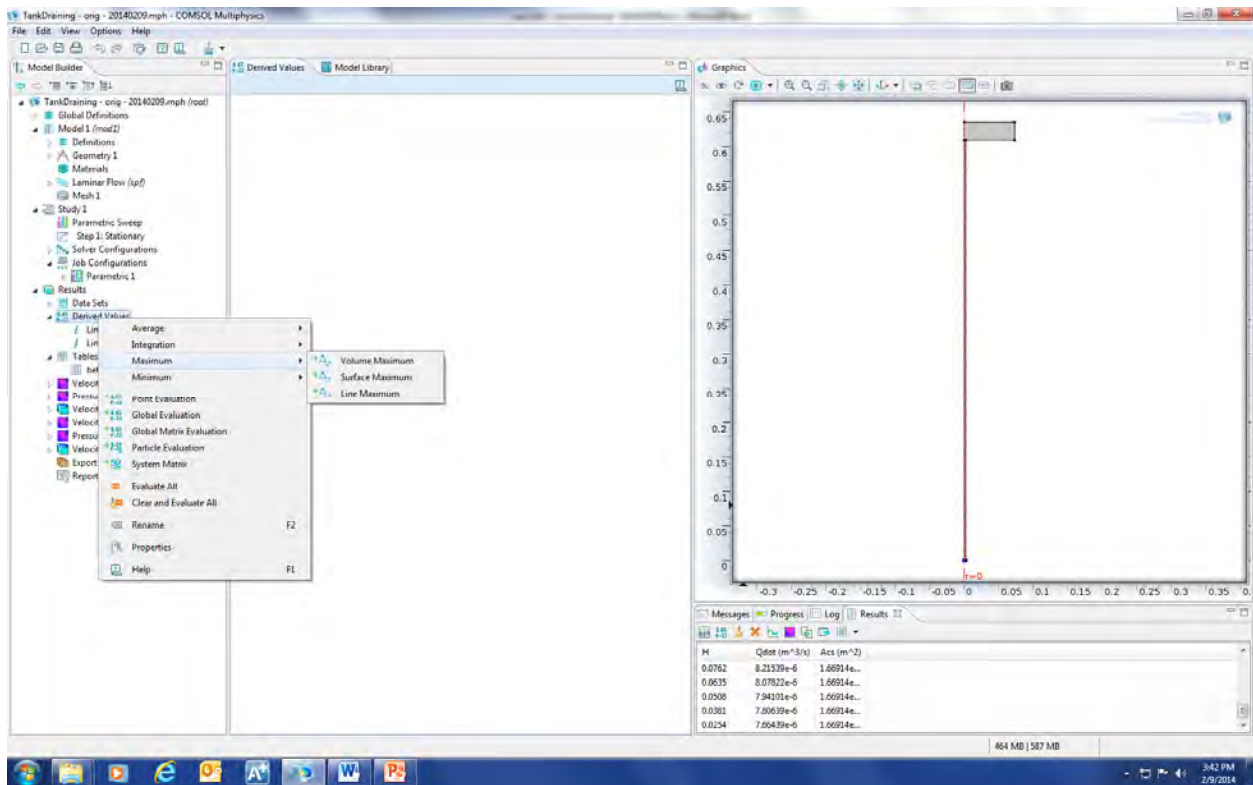 TankDraining - orig - 20140209.mph - COMSOL Multiphysics
File Edit View Options Help
Model Builder
TankDraining - orig - 20140209.mph (root)
Global Definitions
Model 1 (mod1)
Definitions
Geometry 1
Materials
Laminar Flow (spf)
Mesh 1
Study 1
Parametric Sweep
Step 1: Stationary
Solver Configurations
Job Configurations
Parametric 1
Results
Data Sets
Derived Values
Lin
Lin
Tables
Velocit
Pressu
Velocit
Velocit
Pressu
Velocit
Export
Report
Average
Integration
Maximum
Minimum
Point Evaluation
Global Evaluation
Global Matrix Evaluation
Particle Evaluation
System Matrix
Evaluate All
Clear and Evaluate All
Rename F2
Properties
Help F1
Volume Maximum
Surface Maximum
Line Maximum
Derived Values
Model Library
Graphics
0.65
0.6
0.55
0.5
0.45
0.4
0.35
0.3
0.25
0.2
0.15
0.1
0.05
0
r=0
-0.3 -0.25 -0.2 -0.15 -0.1 -0.05 0 0.05 0.1 0.15 0.2 0.25 0.3 0.35 0.
Messages Progress Log Results
H Qdot (m^3/s) Acs (m^2)
0.0762 8.21539e-6 1.66914e...
0.0635 8.07822e-6 1.66914e...
0.0508 7.94101e-6 1.66914e...
0.0381 7.80639e-6 1.66914e...
0.0254 7.66439e-6 1.66914e...
464 MB | 587 MB
3:42 PM
2/9/2014